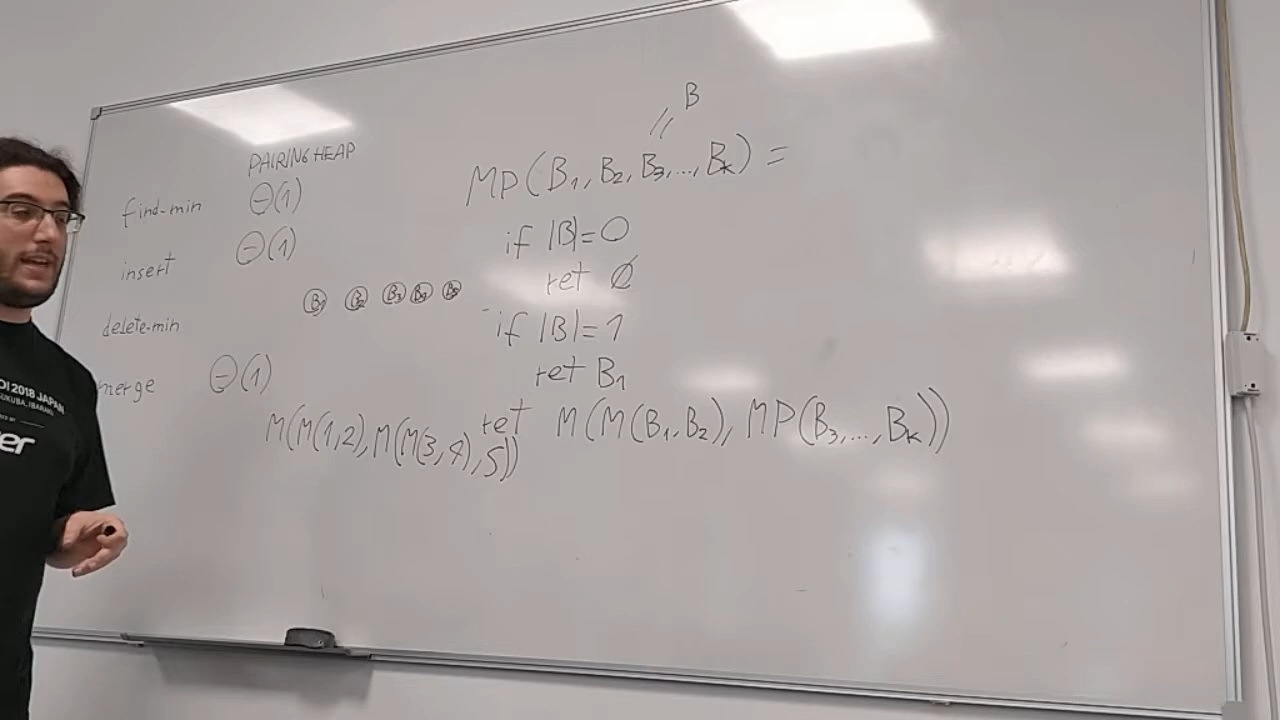 PAIRING HEAP
find-min Θ(1)
insert Θ(1)
delete-min
merge Θ(1)
B₁ B₂ B₃ B₄ B₅
M(M(1,2),M(M(3,4),5))
B
MP(B₁, B₂, B₃,..., Bₖ) =
if |B|=0
ret ∅
if |B|=1
ret B₁
ret M(M(B₁,B₂), MP(B₃,...,Bₖ))
2018 JAPAN